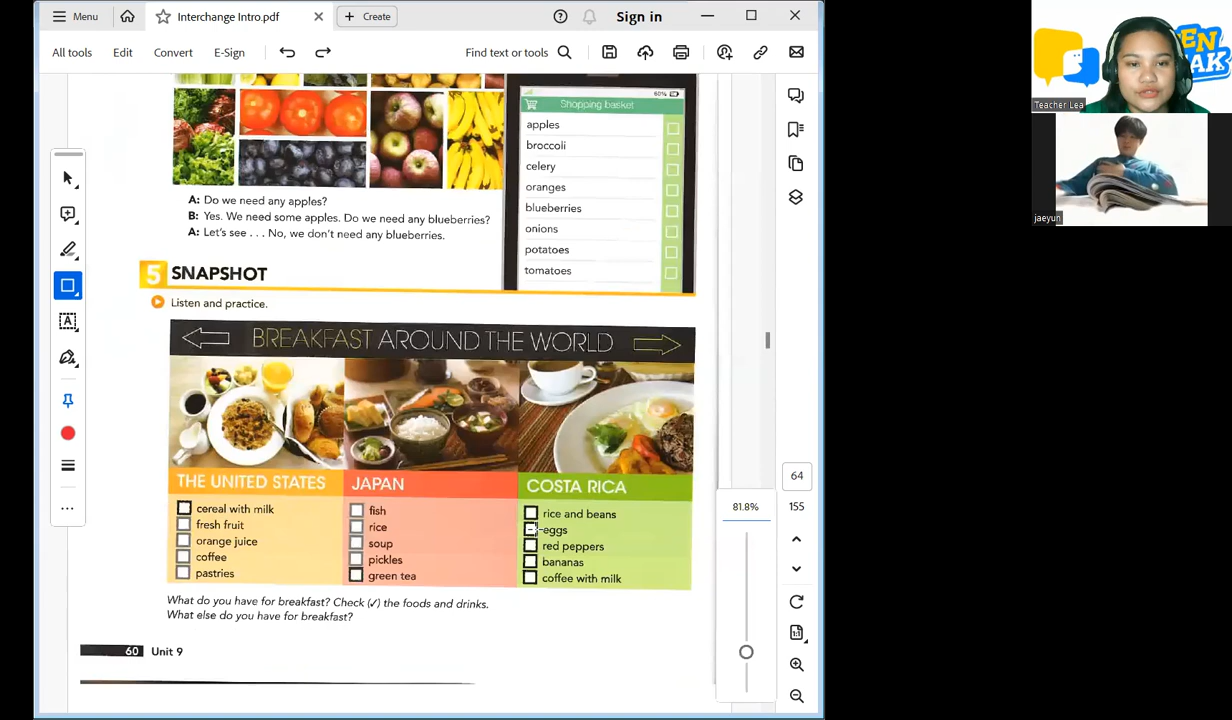 Menu
Interchange Intro.pdf
Create
Sign in
All tools
Edit
Convert
E-Sign
Find text or tools
60%
Shopping basket
apples
broccoli
celery
oranges
blueberries
onions
potatoes
tomatoes
A: Do we need any apples?
B: Yes. We need some apples. Do we need any blueberries?
A: Let's see . . . No, we don't need any blueberries.
5 SNAPSHOT
Listen and practice.
BREAKFAST AROUND THE WORLD
THE UNITED STATES
cereal with milk
fresh fruit
orange juice
coffee
pastries
JAPAN
fish
rice
soup
pickles
green tea
COSTA RICA
rice and beans
eggs
red peppers
bananas
coffee with milk
What do you have for breakfast? Check (✓) the foods and drinks.
What else do you have for breakfast?
60 Unit 9
64
155
81.8%
1:1
Teacher Lea
jaeyun